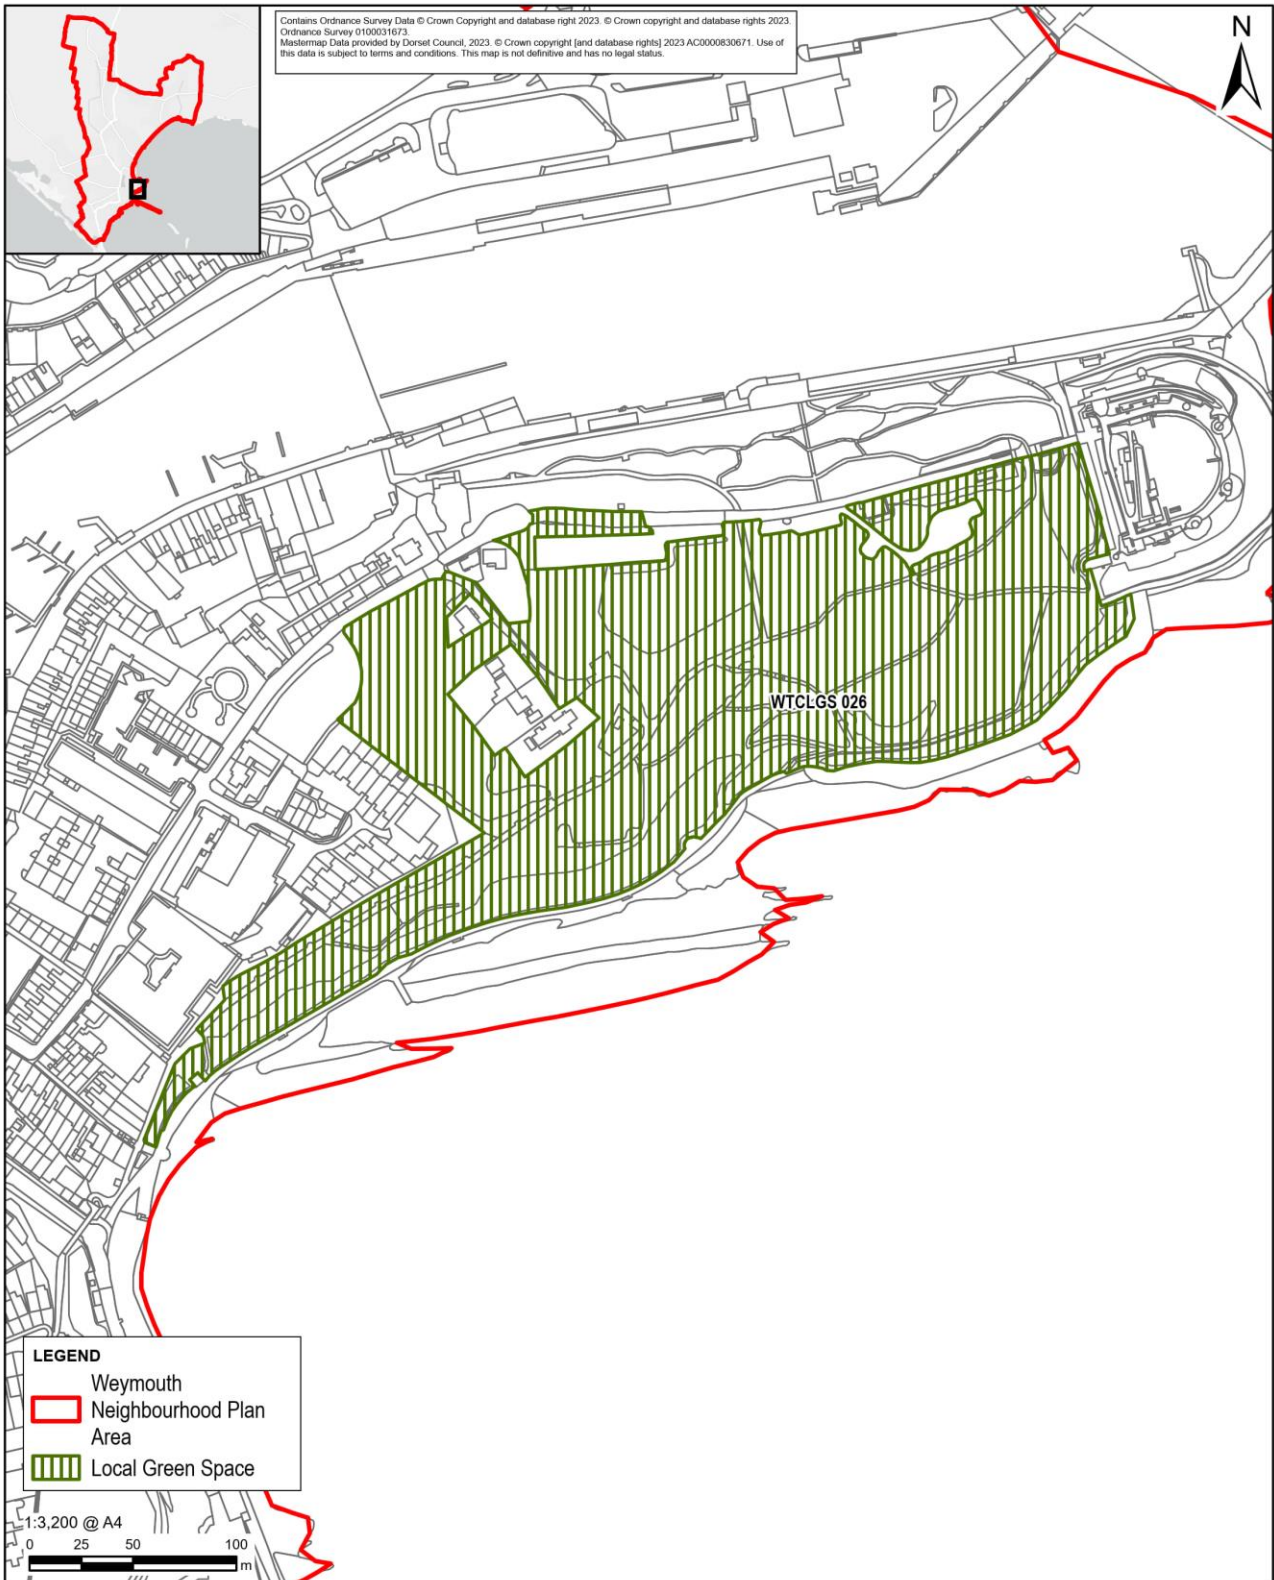 Contains Ordnance Survey Data © Crown Copyright and database right 2023. © Crown copyright and database rights 2023.
Ordnance Survey 0100031673.
Mastermap Data provided by Dorset Council, 2023. © Crown copyright [and database rights] 2023 AC0000830671. Use of
this data is subject to terms and conditions. This map is not definitive and has no legal status.
N
WTCLGS 026
LEGEND
Weymouth
Neighbourhood Plan
Area
Local Green Space
1:3,200 @ A4
0 25 50 100
m